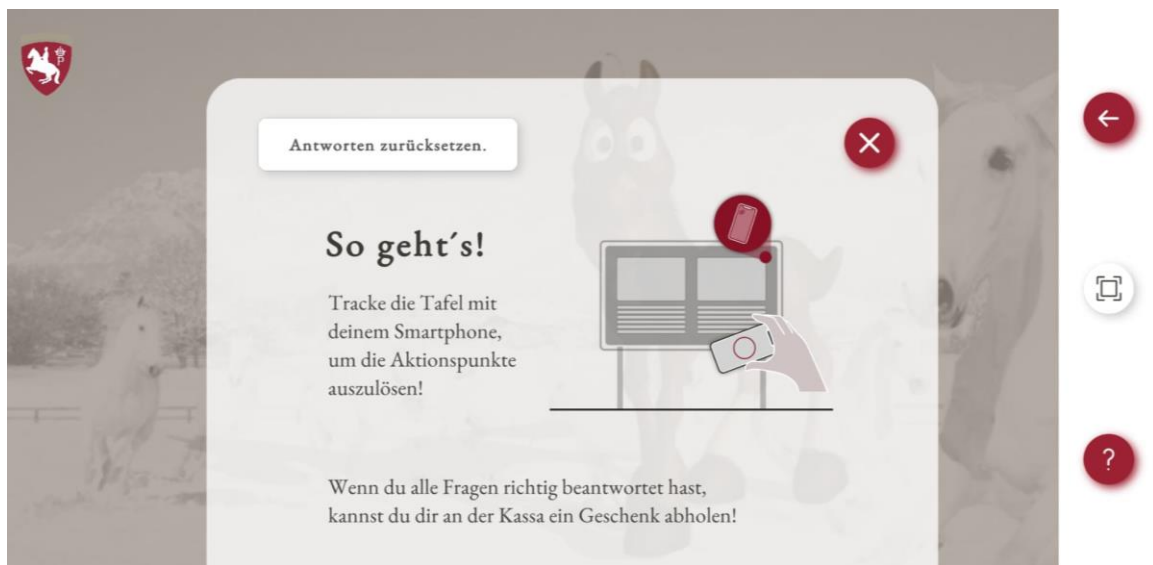 Antworten zurücksetzen.
So geht´s!
Tracke die Tafel mit
deinem Smartphone,
um die Aktionspunkte
auszulösen!
Wenn du alle Fragen richtig beantwortet hast,
kannst du dir an der Kassa ein Geschenk abholen!
?